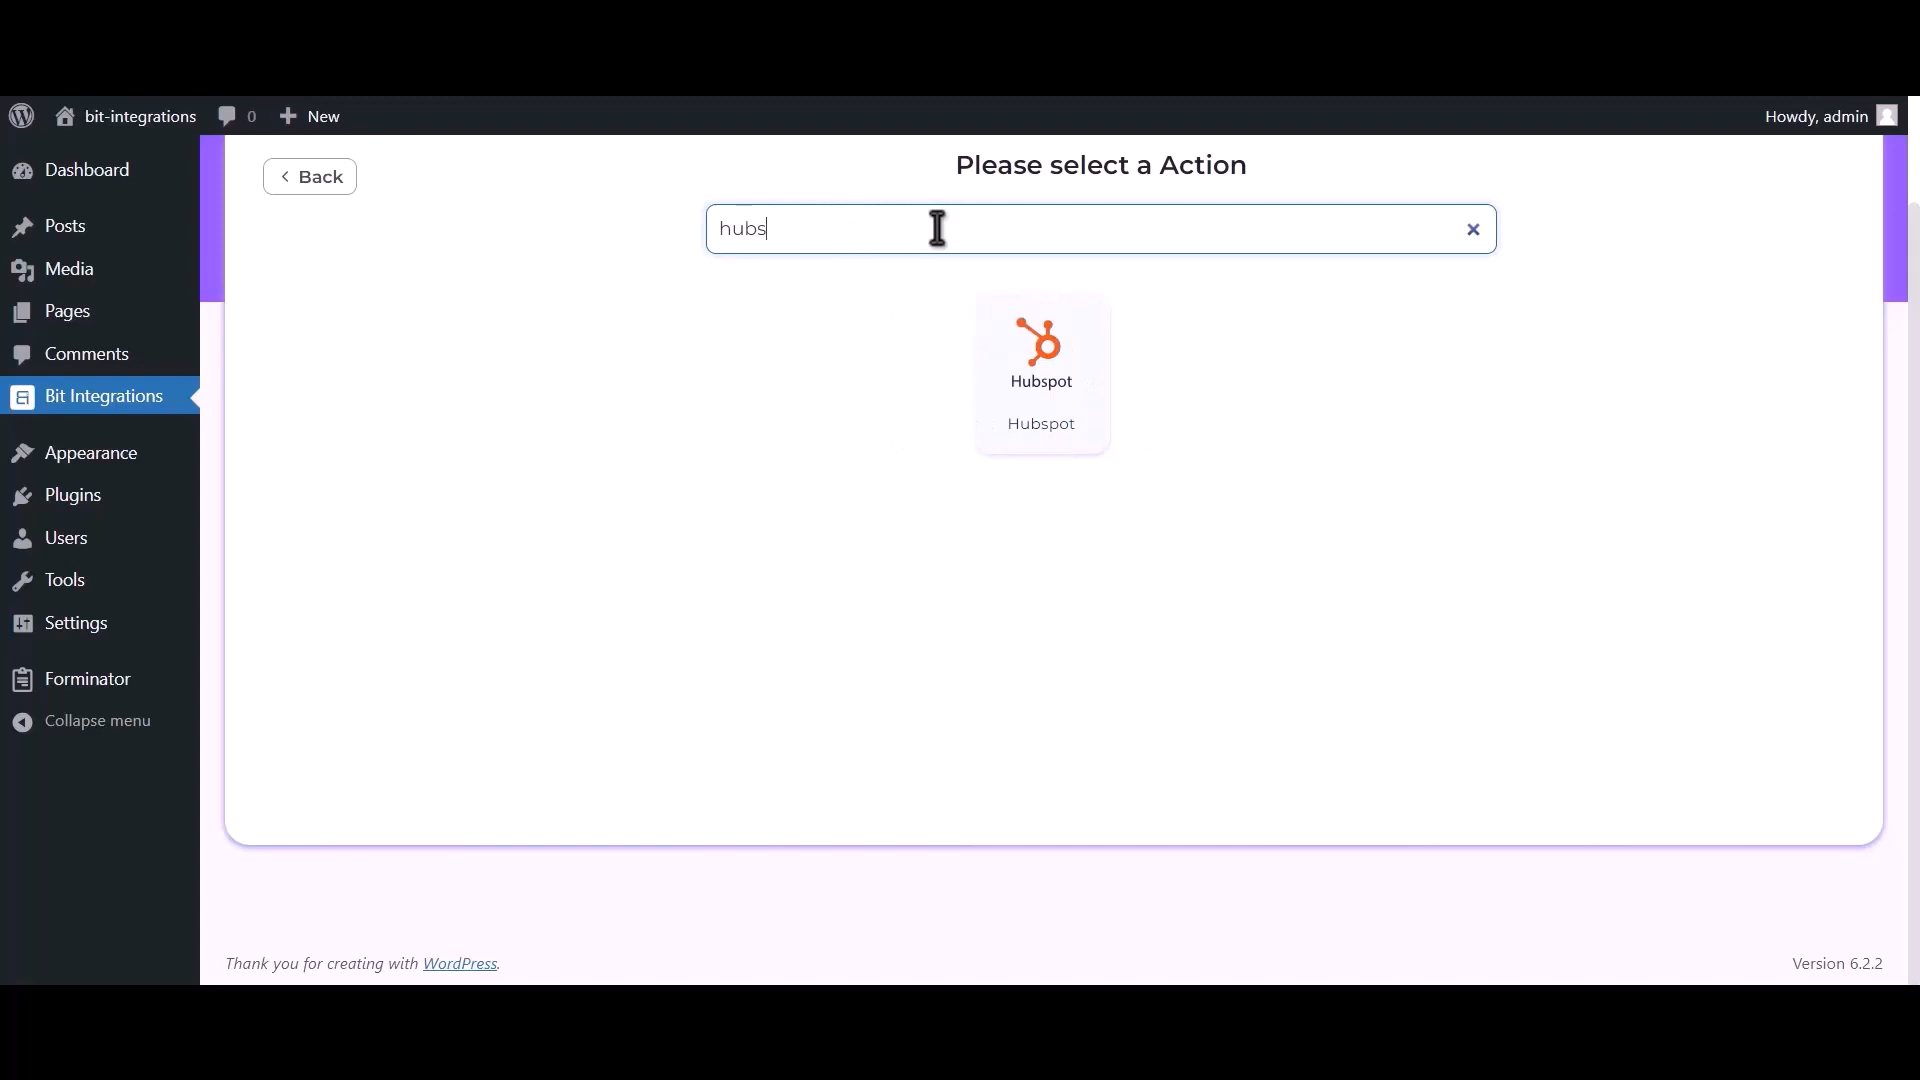 bit-integrations
0
New
Howdy, admin
Dashboard
Posts
Media
Pages
Comments
Bit Integrations
Appearance
Plugins
Users
Tools
Settings
Forminator
Collapse menu
Back
Please select a Action
hubs
Hubspot
Hubspot
Thank you for creating with WordPress.
Version 6.2.2